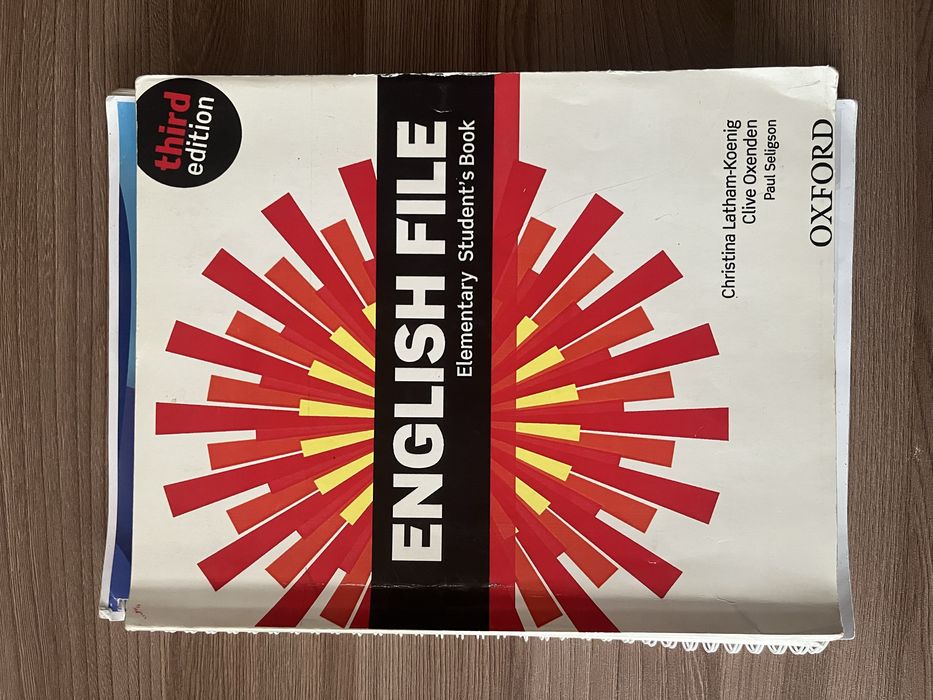 third
edition
ENGLISH FILE
Elementary Student's Book
Christina Latham-Koenig
Clive Oxenden
Paul Seligson
OXFORD